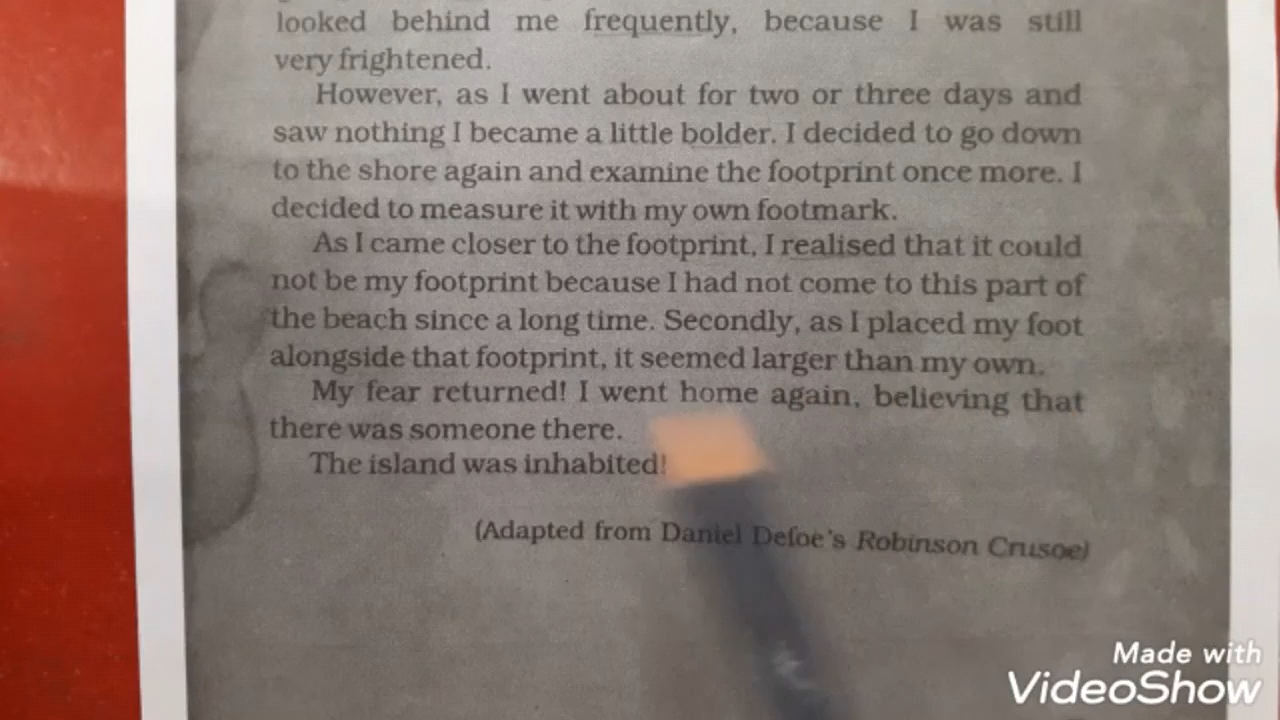 looked behind me frequently, because I was still
very frightened.
However, as I went about for two or three days and
saw nothing I became a little bolder. I decided to go down
to the shore again and examine the footprint once more. I
decided to measure it with my own footmark.
As I came closer to the footprint, I realised that it could
not be my footprint because I had not come to this part of
the beach since a long time. Secondly, as I placed my foot
alongside that footprint, it seemed larger than my own.
My fear returned! I went home again, believing that
there was someone there.
The island was inhabited!
(Adapted from Daniel Defoe's Robinson Crusoe)
Made with
VideoShow